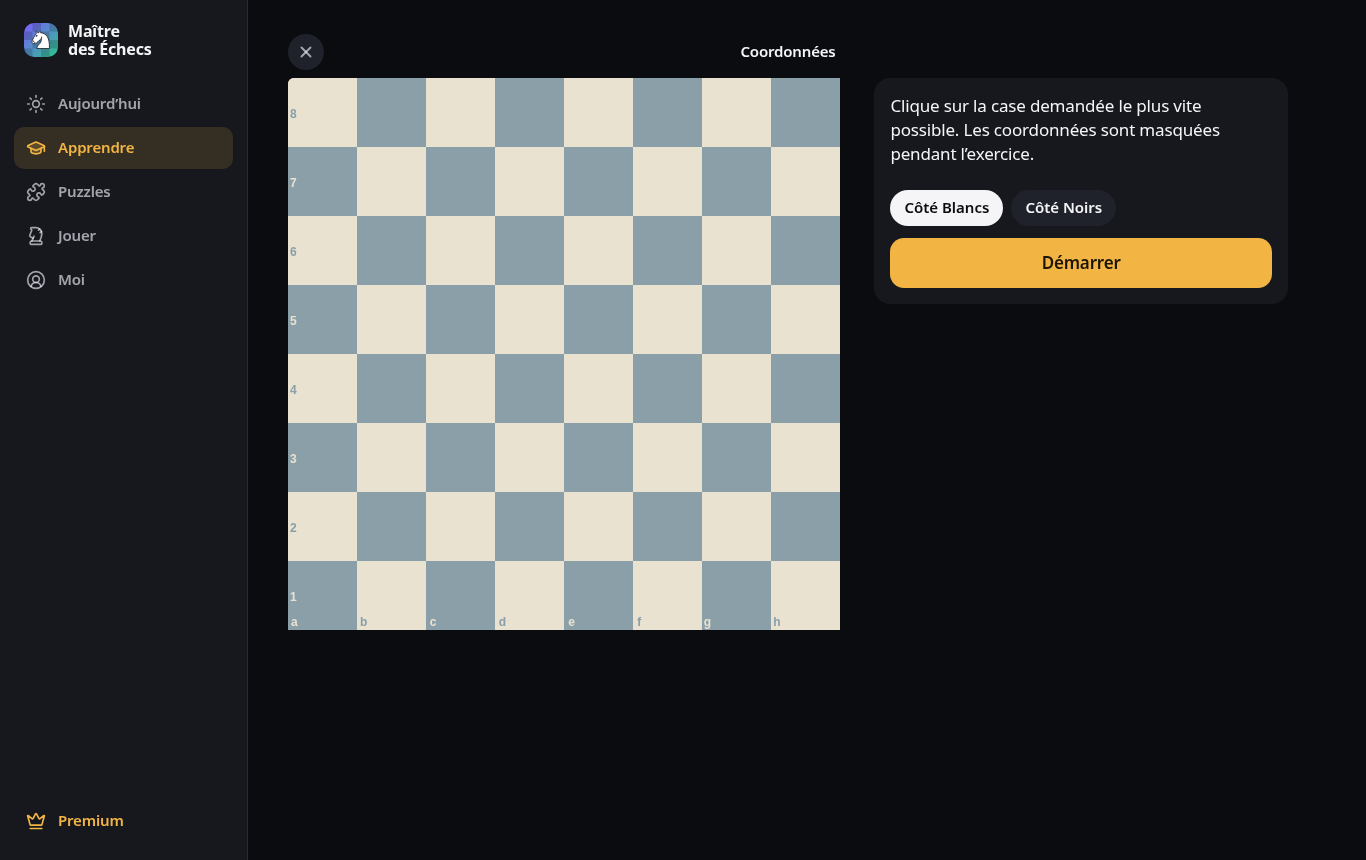 Maître
des Échecs
Aujourd’hui
Apprendre
Puzzles
Jouer
Moi
Premium
Coordonnées
8
7
6
5
4
3
2
1
a b c d e f g h
Clique sur la case demandée le plus vite
possible. Les coordonnées sont masquées
pendant l’exercice.
Côté Blancs Côté Noirs
Démarrer